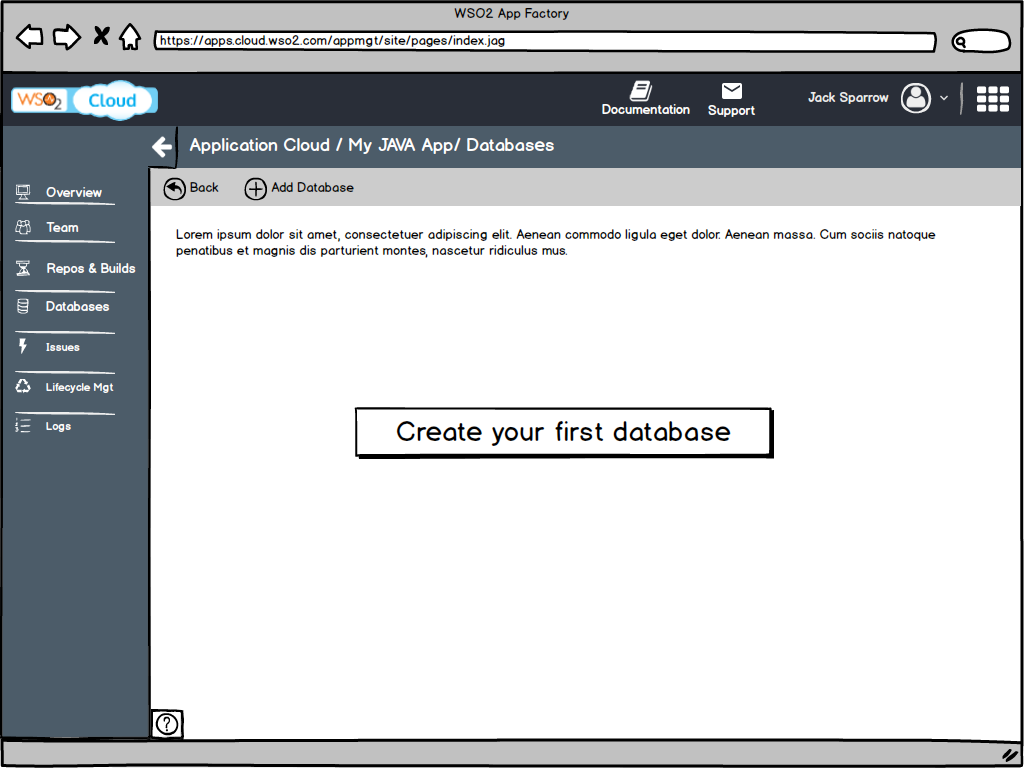 WSO2 App Factory
https://apps.cloud.wso2.com/appmgt/site/pages/index.jag
WSO2 Cloud
Documentation
Support
Jack Sparrow
Application Cloud / My JAVA App/ Databases
Back
Add Database
Overview
Team
Repos & Builds
Databases
Issues
Lifecycle Mgt
Logs
Lorem ipsum dolor sit amet, consectetuer adipiscing elit. Aenean commodo ligula eget dolor. Aenean massa. Cum sociis natoque
penatibus et magnis dis parturient montes, nascetur ridiculus mus.
Create your first database
?